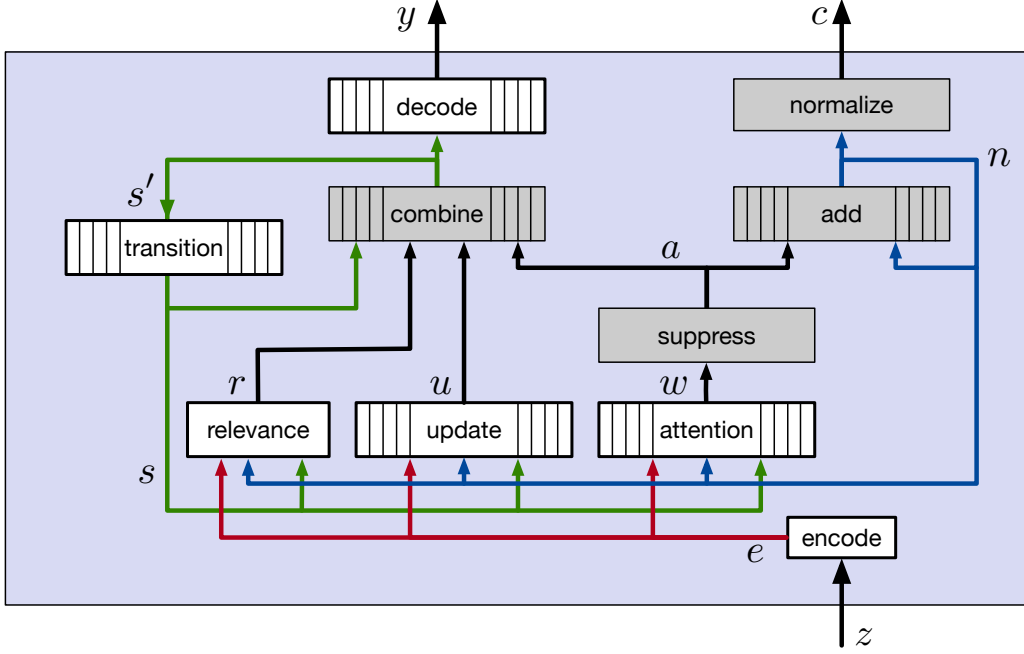 y
c
decode
normalize
n
s′
combine
add
transition
a
suppress
r
u
w
relevance
update
attention
s
encode
e
z